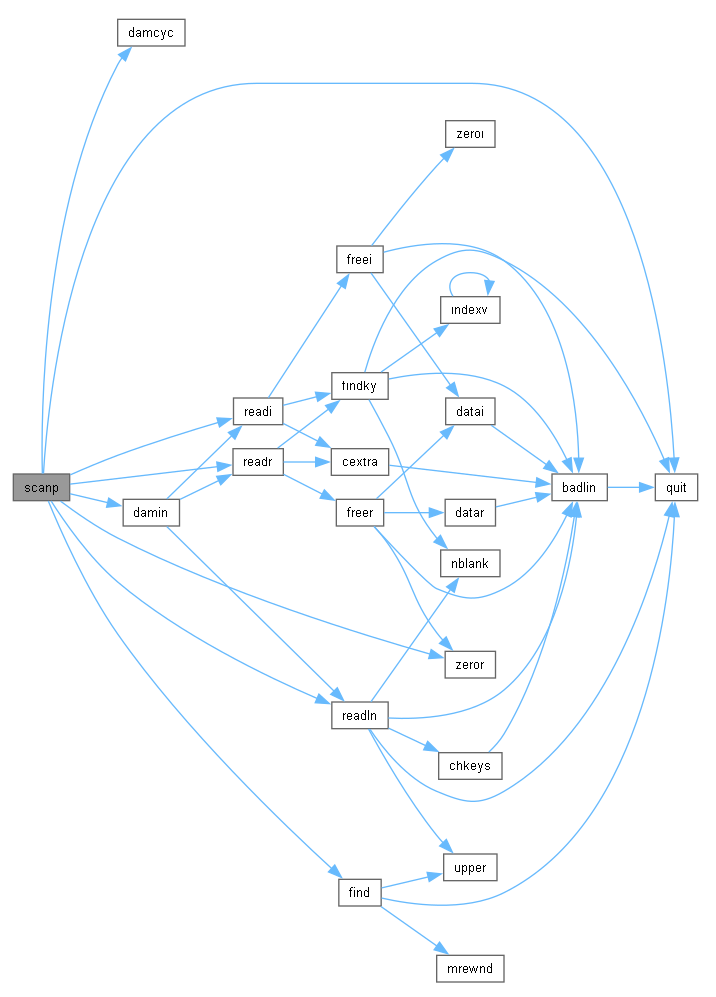 damcyc
zeroi
freei
indexv
findky
readi
datai
readr
cextra
scanp
badlin
quit
damin
freer
datar
nblank
zeror
readln
chkeys
upper
find
mrewnd